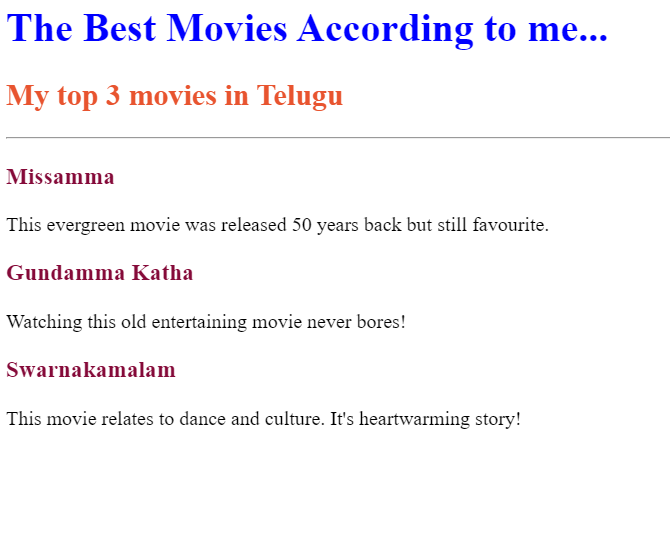 The Best Movies According to me...
My top 3 movies in Telugu
Missamma
This evergreen movie was released 50 years back but still favourite.
Gundamma Katha
Watching this old entertaining movie never bores!
Swarnakamalam
This movie relates to dance and culture. It's heartwarming story!